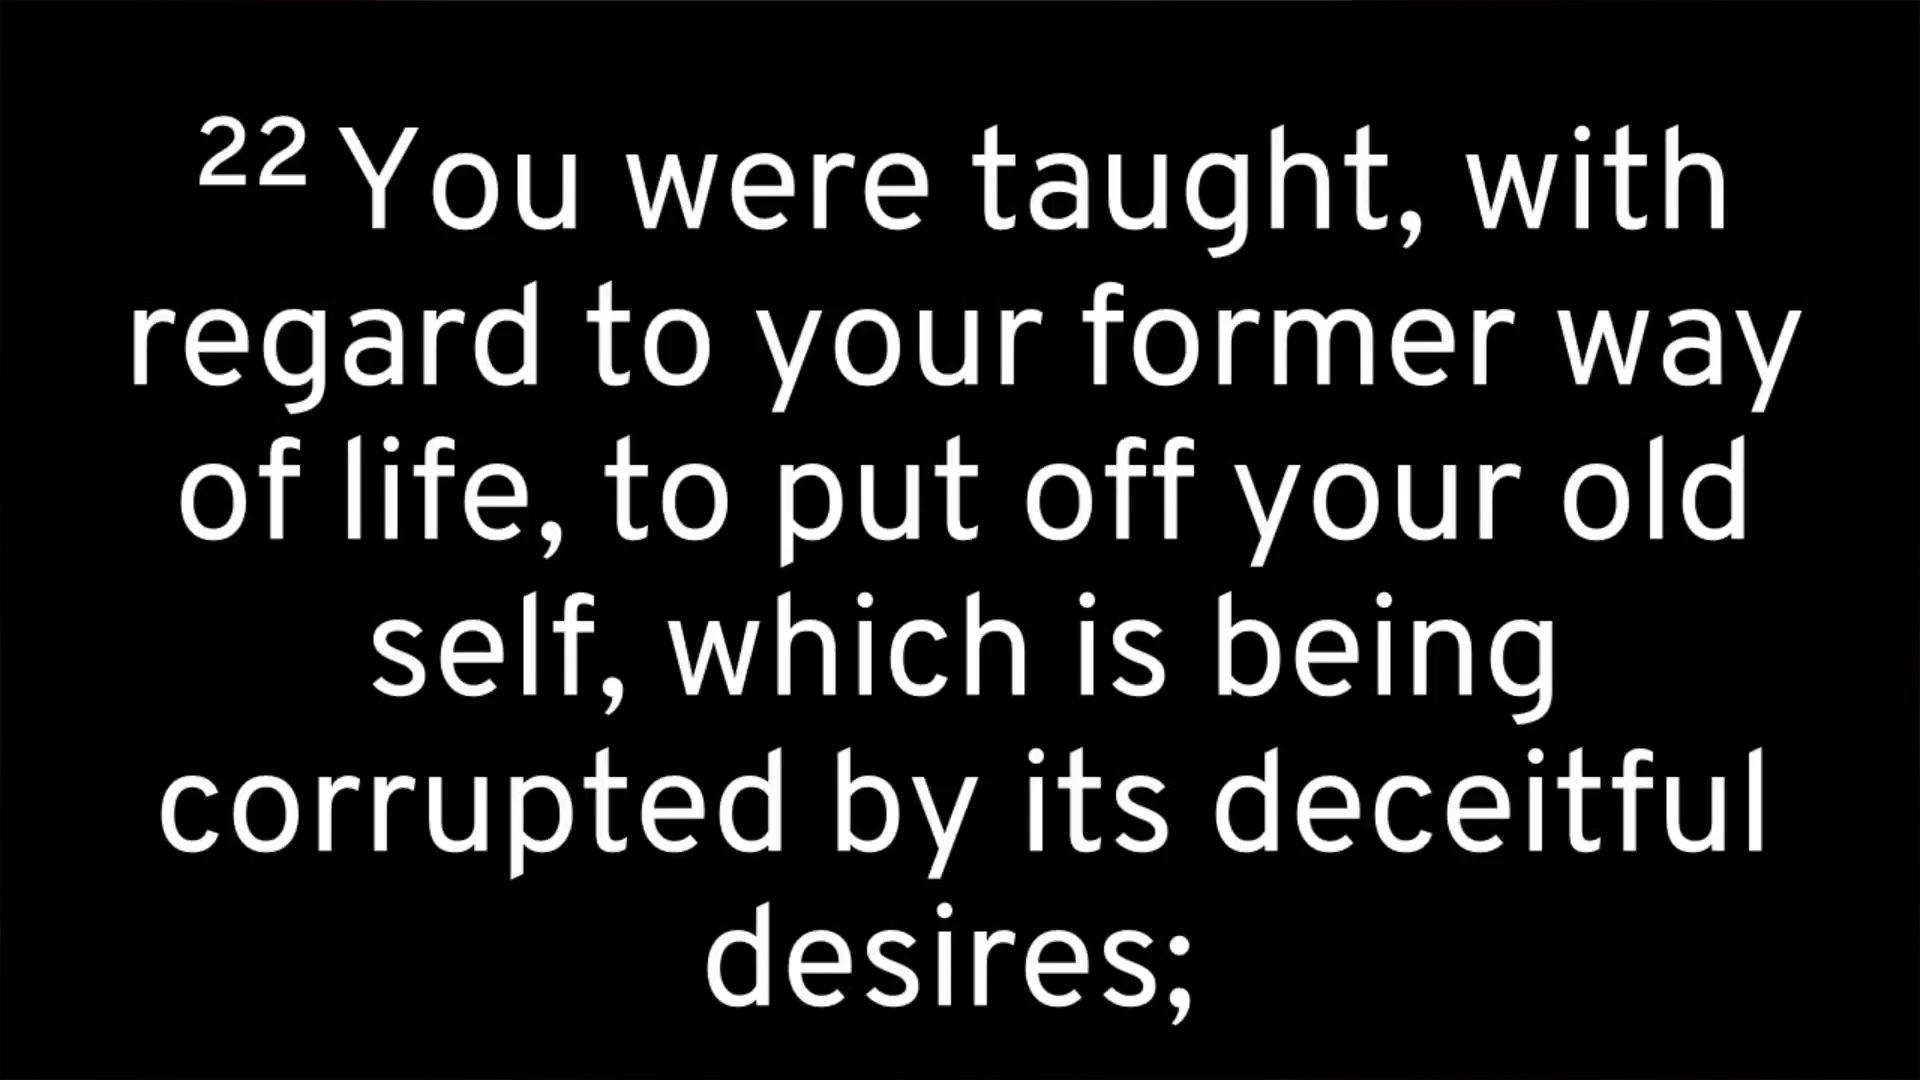 22 You were taught, with
regard to your former way
of life, to put off your old
self, which is being
corrupted by its deceitful
desires;